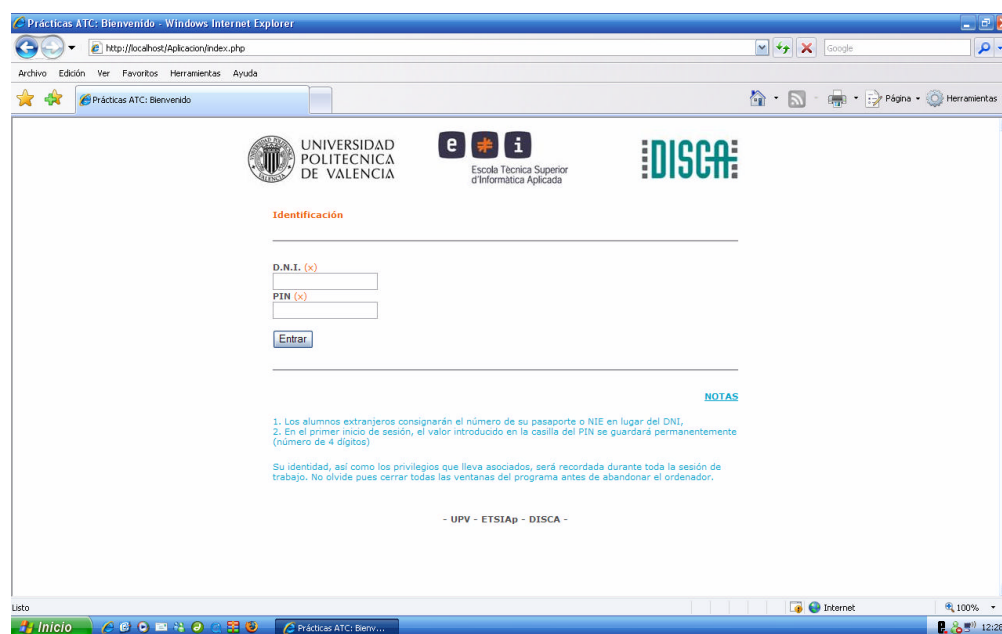 Prácticas ATC: Bienvenido - Windows Internet Explorer
http://localhost/Aplicacion/index.php
Google
Archivo Edición Ver Favoritos Herramientas Ayuda
Prácticas ATC: Bienvenido
Página
Herramientas
UNIVERSIDAD
POLITECNICA
DE VALENCIA
e i
Escola Tècnica Superior
d'Informàtica Aplicada
DISCA
Identificación
D.N.I. (x)
PIN (x)
Entrar
NOTAS
1. Los alumnos extranjeros consignarán el número de su pasaporte o NIE en lugar del DNI,
2. En el primer inicio de sesión, el valor introducido en la casilla del PIN se guardará permanentemente
(número de 4 dígitos)
Su identidad, así como los privilegios que lleva asociados, será recordada durante toda la sesión de
trabajo. No olvide pues cerrar todas las ventanas del programa antes de abandonar el ordenador.
- UPV - ETSIAp - DISCA -
Listo
Internet
100%
Inicio
Prácticas ATC: Bienv...
12:28